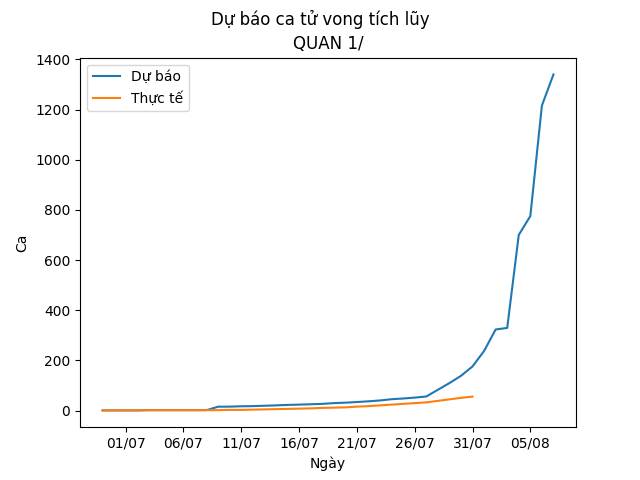 Dự báo ca tử vong tích lũy
QUAN 1/
Dự báo
Thực tế
1400
1200
1000
800
600
400
200
0
Ca
01/07 06/07 11/07 16/07 21/07 26/07 31/07 05/08
Ngày